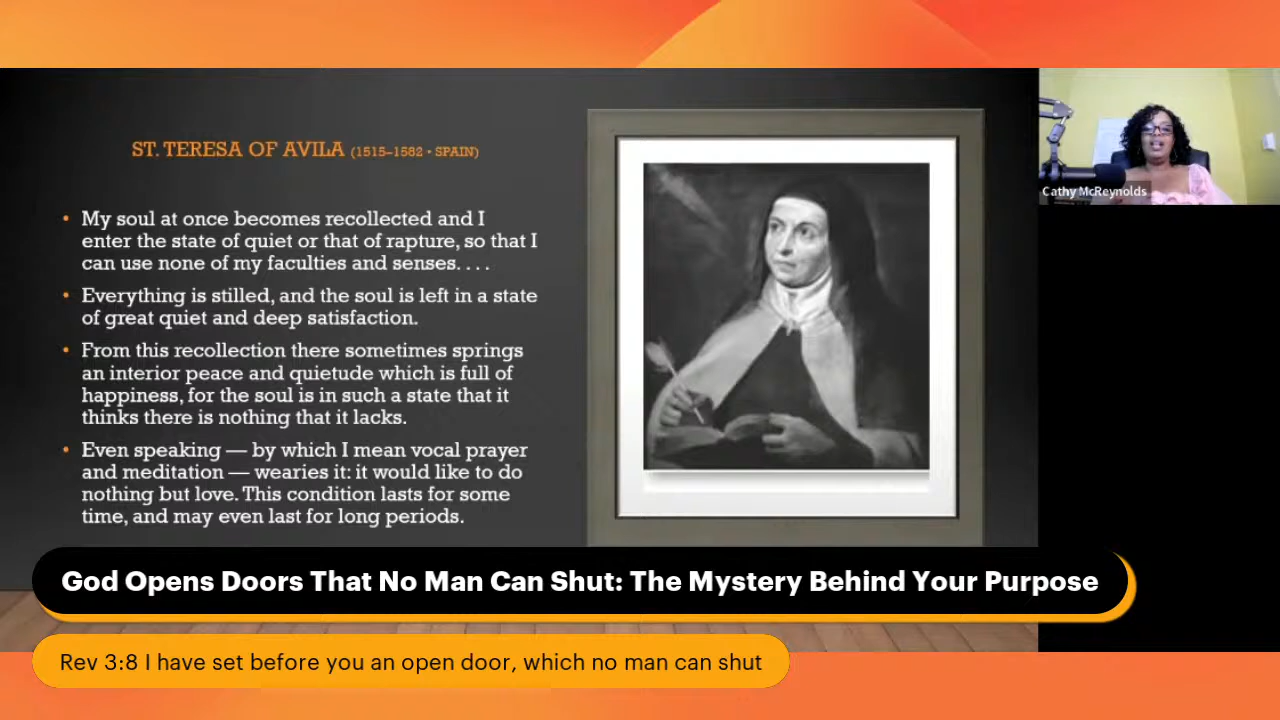 ST. TERESA OF AVILA (1515–1582 • SPAIN)
• My soul at once becomes recollected and I
enter the state of quiet or that of rapture, so that I
can use none of my faculties and senses. . . .
• Everything is stilled, and the soul is left in a state
of great quiet and deep satisfaction.
• From this recollection there sometimes springs
an interior peace and quietude which is full of
happiness, for the soul is in such a state that it
thinks there is nothing that it lacks.
• Even speaking — by which I mean vocal prayer
and meditation — wearies it: it would like to do
nothing but love. This condition lasts for some
time, and may even last for long periods.
Cathy McReynolds
God Opens Doors That No Man Can Shut: The Mystery Behind Your Purpose
Rev 3:8 I have set before you an open door, which no man can shut